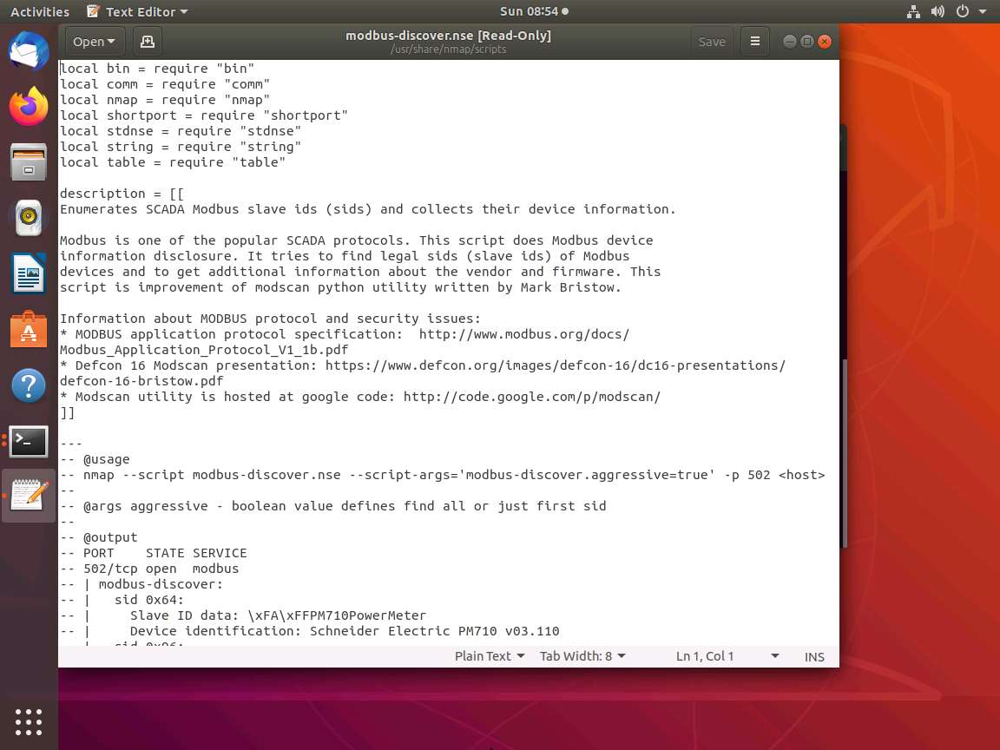 Activities Text Editor Sun 08:54
Open modbus-discover.nse [Read-Only] Save
/usr/share/nmap/scripts
local bin = require "bin"
local comm = require "comm"
local nmap = require "nmap"
local shortport = require "shortport"
local stdnse = require "stdnse"
local string = require "string"
local table = require "table"
description = [[
Enumerates SCADA Modbus slave ids (sids) and collects their device information.
Modbus is one of the popular SCADA protocols. This script does Modbus device
information disclosure. It tries to find legal sids (slave ids) of Modbus
devices and to get additional information about the vendor and firmware. This
script is improvement of modscan python utility written by Mark Bristow.
Information about MODBUS protocol and security issues:
* MODBUS application protocol specification:  http://www.modbus.org/docs/
Modbus_Application_Protocol_V1_1b.pdf
* Defcon 16 Modscan presentation: https://www.defcon.org/images/defcon-16/dc16-presentations/
defcon-16-bristow.pdf
* Modscan utility is hosted at google code: http://code.google.com/p/modscan/
]]
---
-- @usage
-- nmap --script modbus-discover.nse --script-args='modbus-discover.aggressive=true' -p 502 <host>
--
-- @args aggressive - boolean value defines find all or just first sid
--
-- @output
-- PORT    STATE SERVICE
-- 502/tcp open  modbus
-- | modbus-discover:
-- |   sid 0x64:
-- |     Slave ID data: \xFA\xFFPM710PowerMeter
-- |     Device identification: Schneider Electric PM710 v03.110
-- |   sid 0x96:
Plain Text Tab Width: 8 Ln 1, Col 1 INS